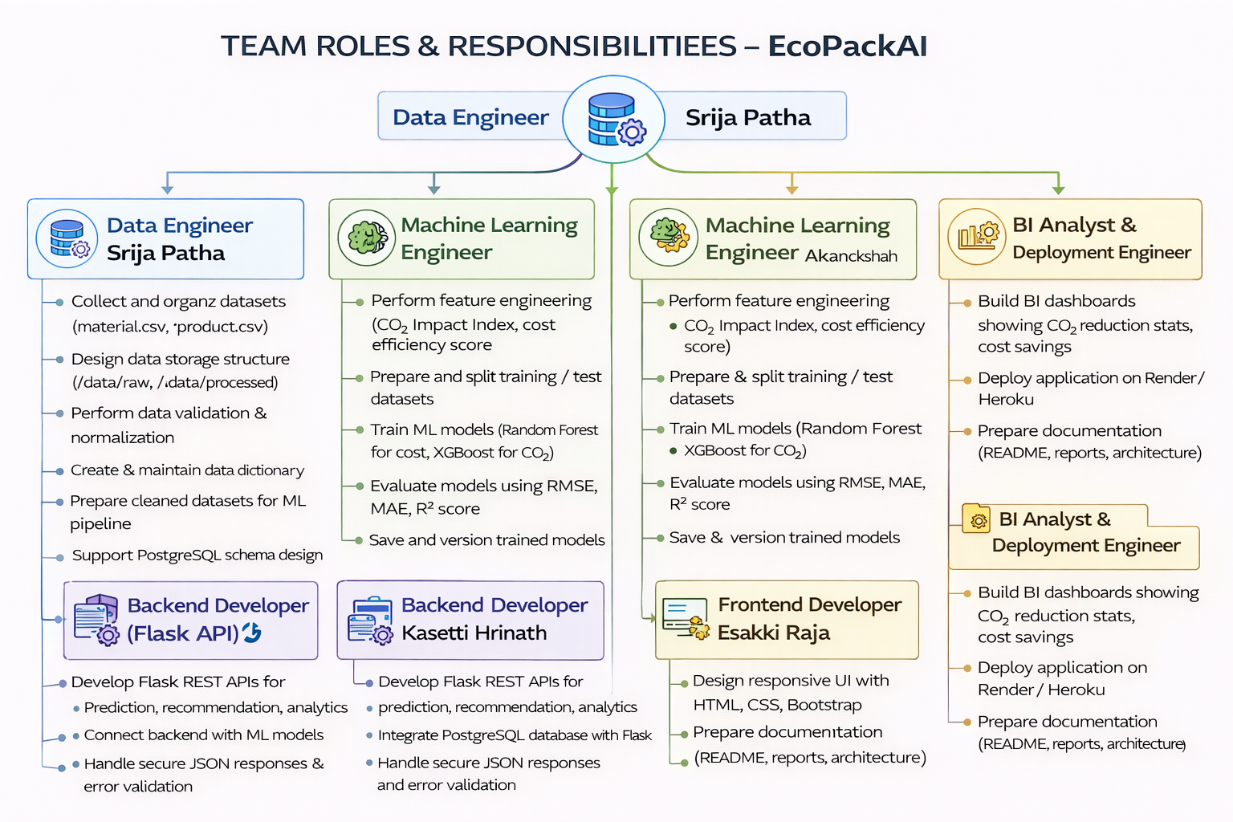 TEAM ROLES & RESPONSIBILITIEES – EcoPackAI
Data Engineer
Srija Patha
Data Engineer
Srija Patha
Collect and organz datasets
(material.csv, ·product.csv)
Design data storage structure
(/data/raw, /.data/processed)
Perform data validation &
normalization
Create & maintain data dictionary
Prepare cleaned datasets for ML
pipeline
Support PostgreSQL schema design
Machine Learning
Engineer
Perform feature engineering
(CO₂ Impact Index, cost
efficiency score
Prepare and split training / test
datasets
Train ML models (Random Forest
for cost, XGBoost for CO₂)
Evaluate models using RMSE,
MAE, R² score
Save and version trained models
Machine Learning
Engineer Akanckshah
Perform feature engineering
• CO₂ Impact Index, cost efficiency
score)
Prepare & split training / test
datasets
Train ML models (Random Forest
• XGBoost for CO₂)
Evaluate models using RMSE, MAE,
R² score
Save & version trained models
BI Analyst &
Deployment Engineer
Build BI dashboards
showing CO₂ reduction stats,
cost savings
Deploy application on Render/
Heroku
Prepare documentation
(README, reports, architecture)
BI Analyst &
Deployment Engineer
Build BI dashboards showing
CO₂ reduction stats,
cost savings
Deploy application on
Render / Heroku
Prepare documentation
(README, reports, architecture)
Backend Developer
(Flask API)
Develop Flask REST APIs for
• Prediction, recommendation, analytics
• Connect backend with ML models
• Handle secure JSON responses &
error validation
Backend Developer
Kasetti Hrinath
Develop Flask REST APIs for
• prediction, recommendation, analytics
• Integrate PostgreSQL database with Flask
• Handle secure JSON responses
and error validation
Frontend Developer
Esakki Raja
Design responsive UI with
HTML, CSS, Bootstrap
Prepare documentation
(README, reports, architecture)